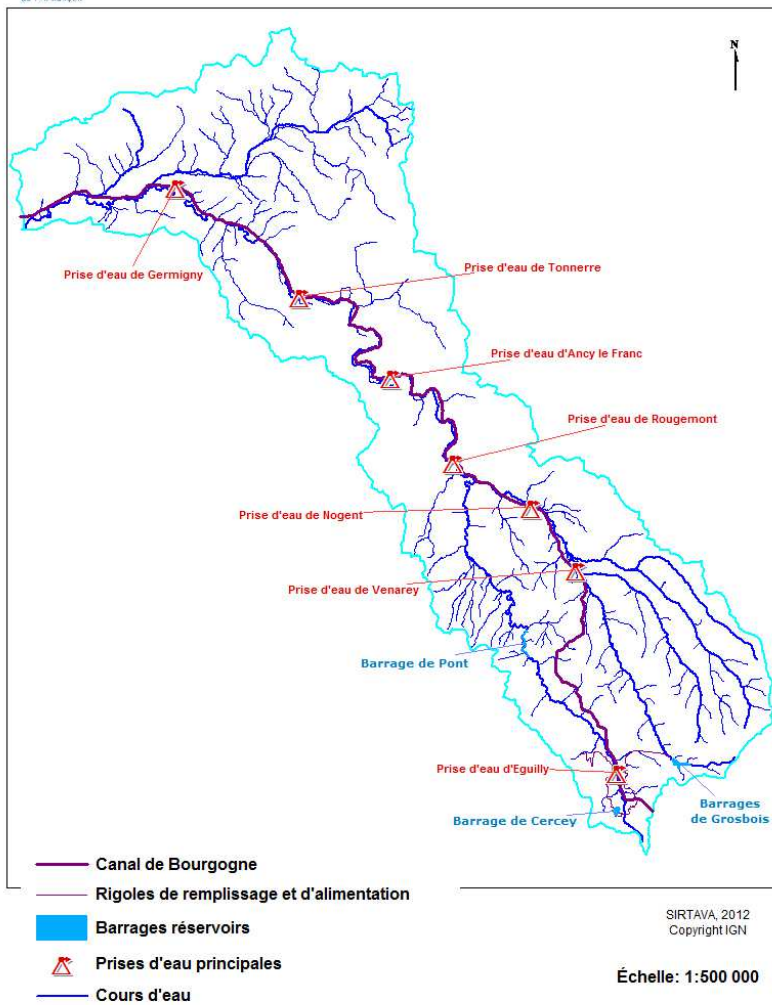 N
Prise d'eau de Germigny
Prise d'eau de Tonnerre
Prise d'eau d'Ancy le Franc
Prise d'eau de Rougemont
Prise d'eau de Nogent
Prise d'eau de Venarey
Barrage de Pont
Prise d'eau d'Eguilly
Barrages
de Grosbois
Barrage de Cercey
Canal de Bourgogne
Rigoles de remplissage et d'alimentation
Barrages réservoirs
Prises d'eau principales
Cours d'eau
SIRTAVA, 2012
Copyright IGN
Échelle: 1:500 000